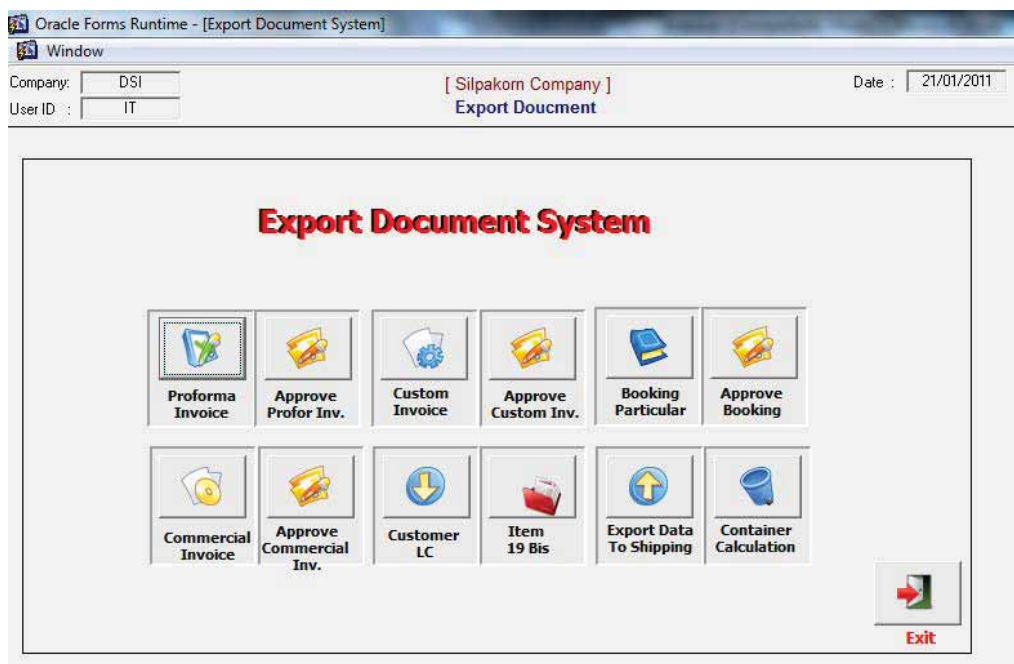 Oracle Forms Runtime - [Export Document System]
Window
Company: DSI
[ Silpakorn Company ]
Date : 21/01/2011
User ID : IT
Export Doucment
Export Document System
Proforma
Invoice
Approve
Profor Inv.
Custom
Invoice
Approve
Custom Inv.
Booking
Particular
Approve
Booking
Commercial
Invoice
Approve
Commercial
Inv.
Customer
LC
Item
19 Bis
Export Data
To Shipping
Container
Calculation
Exit